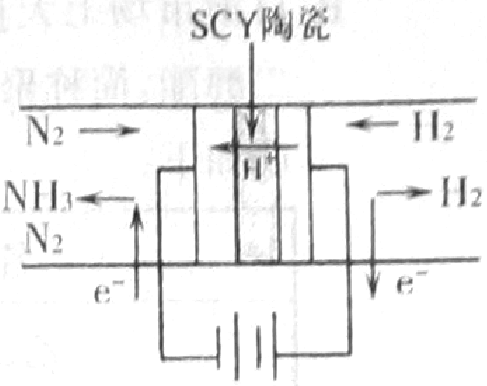 SCY陶瓷
N₂ H₂
H⁺
NH₃ H₂
N₂
e⁻ e⁻